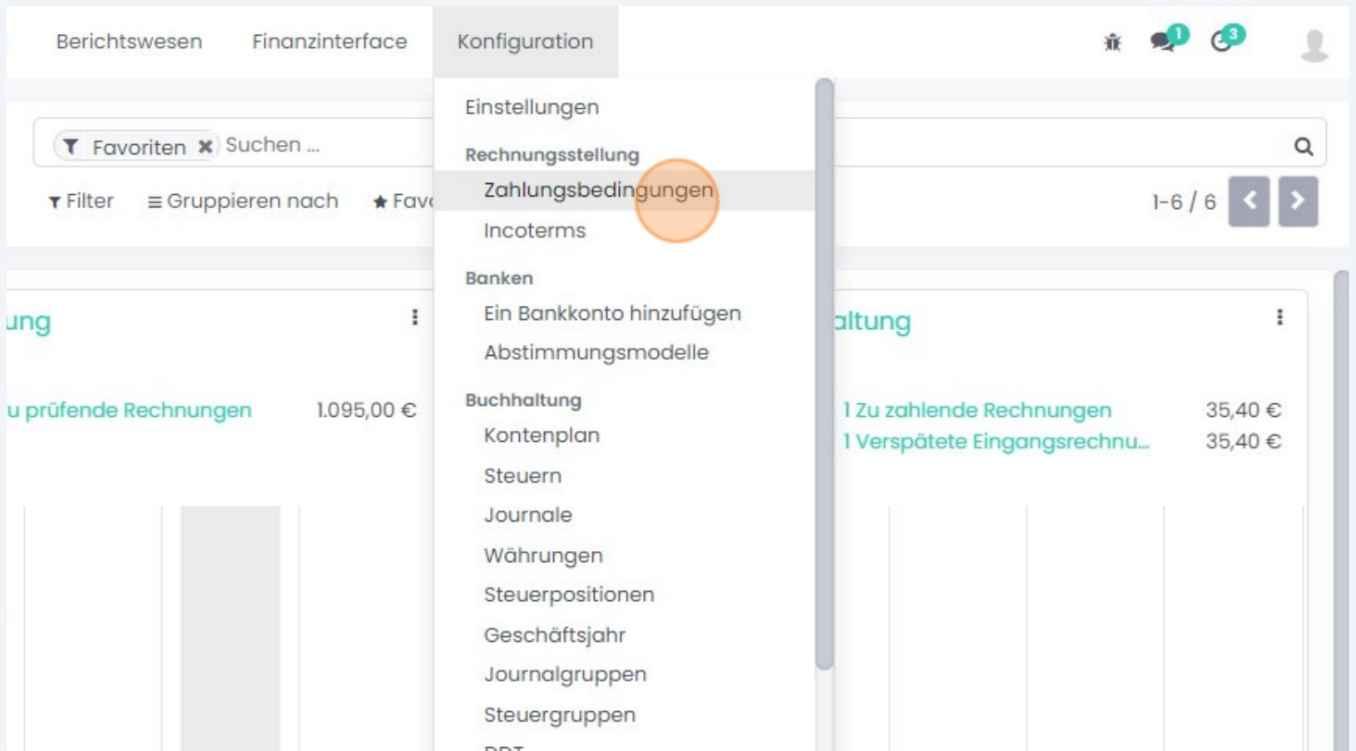 Berichtswesen Finanzinterface Konfiguration 1 3
Einstellungen
Favoriten Suchen ...
Rechnungsstellung
Filter Gruppieren nach Zahlungsbedingungen 1-6 / 6
Incoterms
Banken
Ein Bankkonto hinzufügen
ung altung
Abstimmungsmodelle
Buchhaltung
u prüfende Rechnungen 1.095,00 € 1 Zu zahlende Rechnungen 35,40 €
Kontenplan
1 Verspätete Eingangsrechnu... 35,40 €
Steuern
Journale
Währungen
Steuerpositionen
Geschäftsjahr
Journalgruppen
Steuergruppen